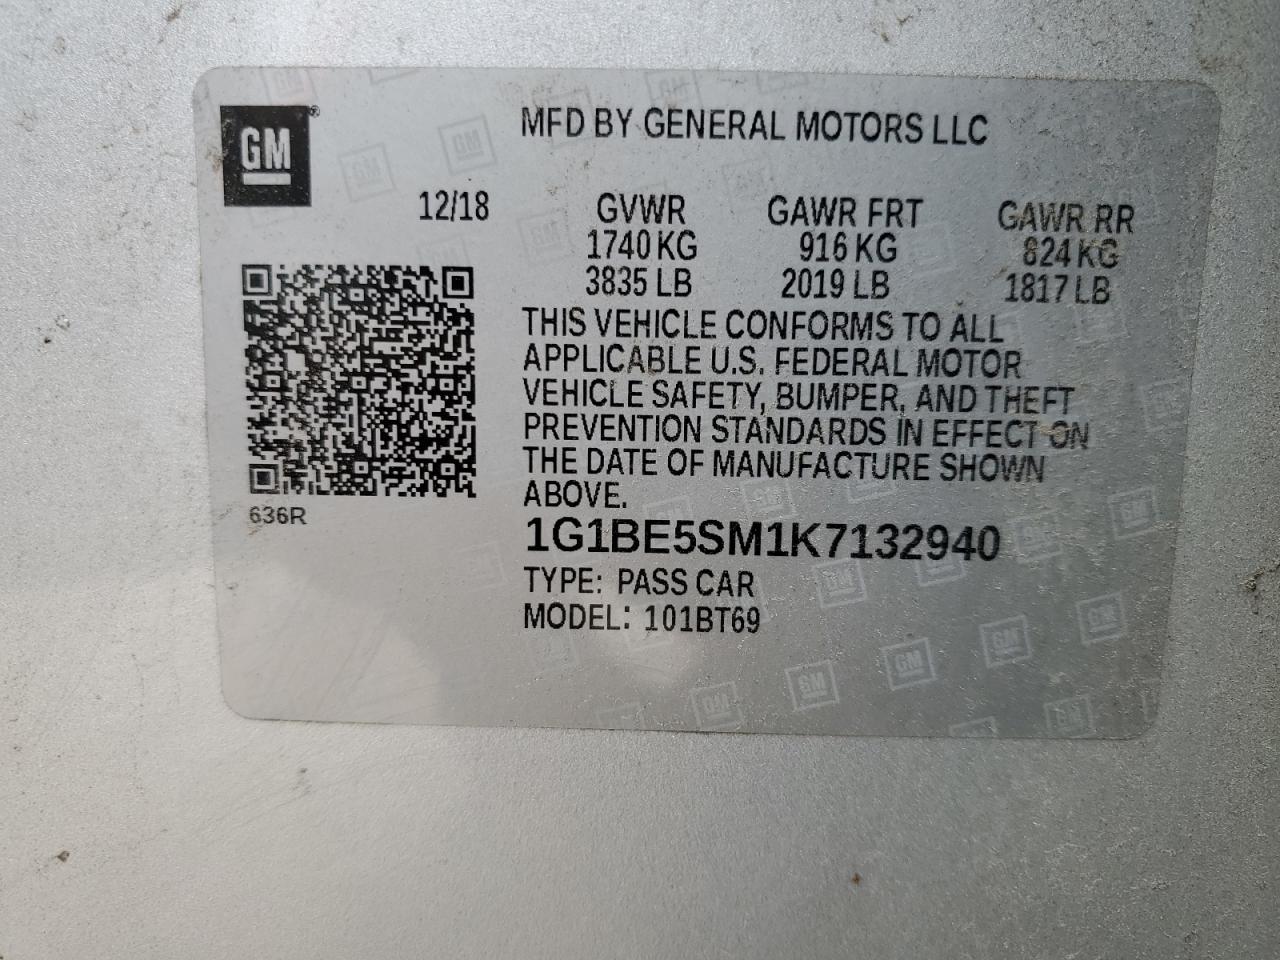 GM®
MFD BY GENERAL MOTORS LLC
12/18 GVWR GAWR FRT GAWR RR
1740 KG 916 KG 824 KG
3835 LB 2019 LB 1817 LB
THIS VEHICLE CONFORMS TO ALL
APPLICABLE U.S. FEDERAL MOTOR
VEHICLE SAFETY, BUMPER, AND THEFT
PREVENTION STANDARDS IN EFFECT ON
THE DATE OF MANUFACTURE SHOWN
ABOVE.
636R
1G1BE5SM1K7132940
TYPE: PASS CAR
MODEL: 101BT69